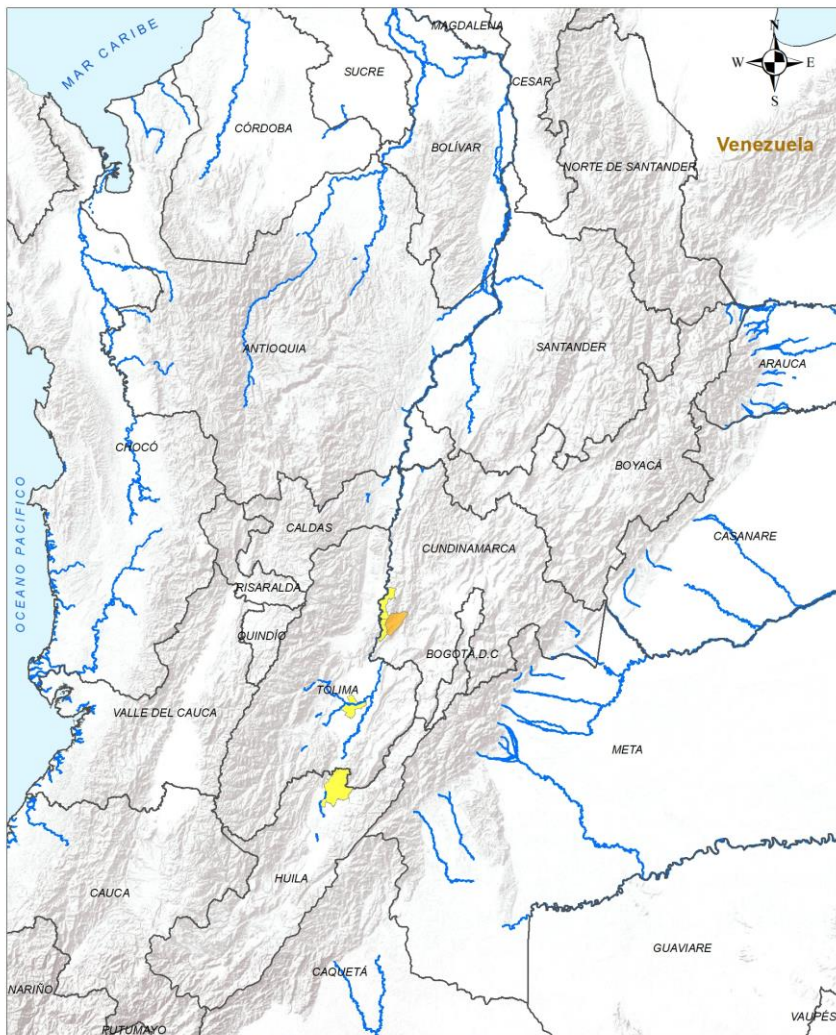 MAGDALENA
N
MAR CARIBE
SUCRE
W
E
CESAR
S
CÓRDOBA
BOLÍVAR
Venezuela
NORTE DE SANTANDER
ANTIOQUIA
SANTANDER
ARAUCA
CHOCÓ
BOYACÁ
OCEANO PACIFICO
CALDAS
CASANARE
CUNDINAMARCA
RISARALDA
QUINDÍO
BOGOTÁ,D.C
TOLIMA
VALLE DEL CAUCA
META
HUILA
CAUCA
GUAVIARE
CAQUETÁ
NARIÑO
VAUPÉS
PUTUMAYO